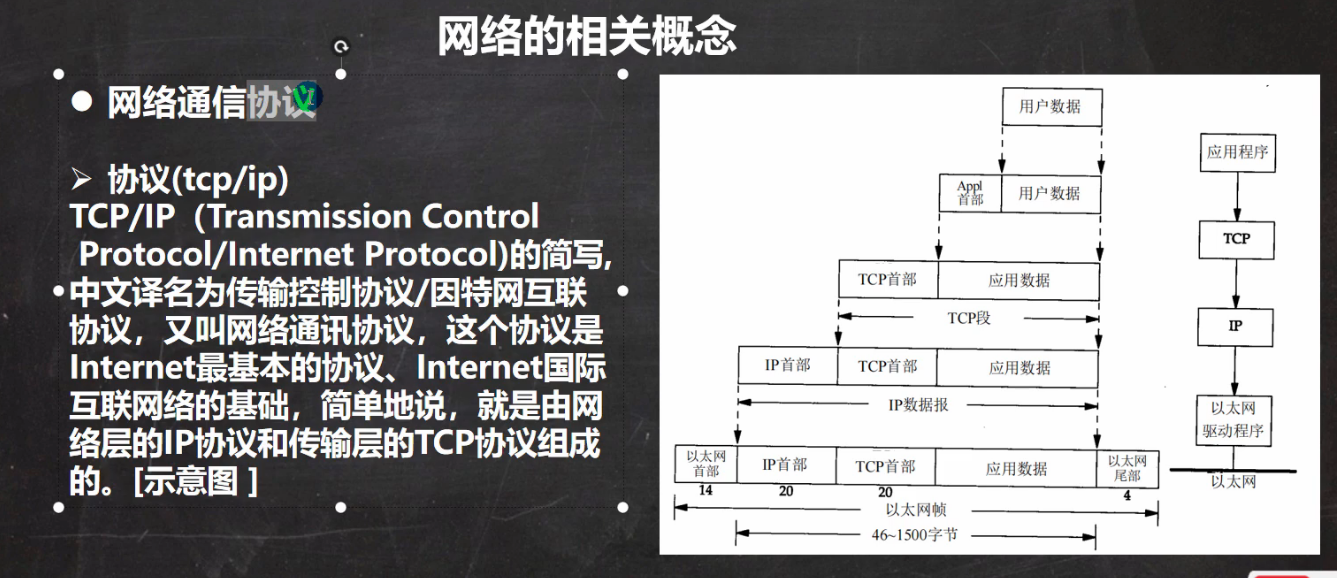 网络的相关概念
● 网络通信协议
➢ 协议(tcp/ip)
TCP/IP（Transmission Control
Protocol/Internet Protocol)的简写,
中文译名为传输控制协议/因特网互联
协议，又叫网络通讯协议，这个协议是
Internet最基本的协议、Internet国际
互联网络的基础，简单地说，就是由网
络层的IP协议和传输层的TCP协议组成
的。[示意图 ]
用户数据
Appl
首部
用户数据
TCP首部
应用数据
TCP段
IP首部
TCP首部
应用数据
IP数据报
以太网
首部
IP首部
TCP首部
应用数据
以太网
尾部
14
20
20
4
以太网帧
46~1500字节
应用程序
TCP
IP
以太网
驱动程序
以太网